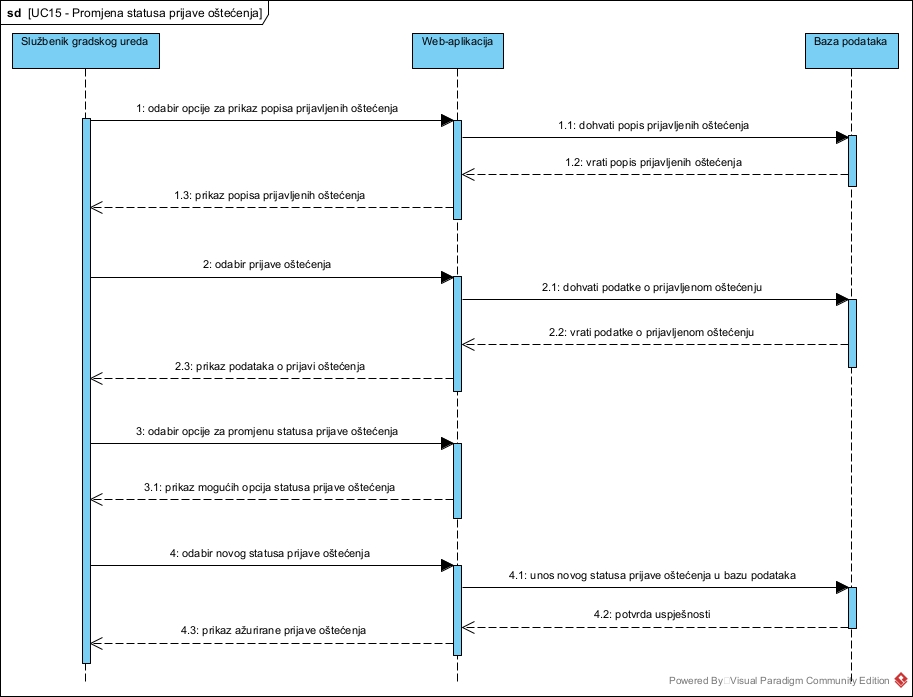 sd [UC15 - Promjena statusa prijave oštećenja]
Službenik gradskog ureda
Web-aplikacija
Baza podataka
1: odabir opcije za prikaz popisa prijavljenih oštećenja
1.1: dohvati popis prijavljenih oštećenja
1.2: vrati popis prijavljenih oštećenja
1.3: prikaz popisa prijavljenih oštećenja
2: odabir prijave oštećenja
2.1: dohvati podatke o prijavljenom oštećenju
2.2: vrati podatke o prijavljenom oštećenju
2.3: prikaz podataka o prijavi oštećenja
3: odabir opcije za promjenu statusa prijave oštećenja
3.1: prikaz mogućih opcija statusa prijave oštećenja
4: odabir novog statusa prijave oštećenja
4.1: unos novog statusa prijave oštećenja u bazu podataka
4.2: potvrda uspješnosti
4.3: prikaz ažurirane prijave oštećenja
Powered By Visual Paradigm Community Edition